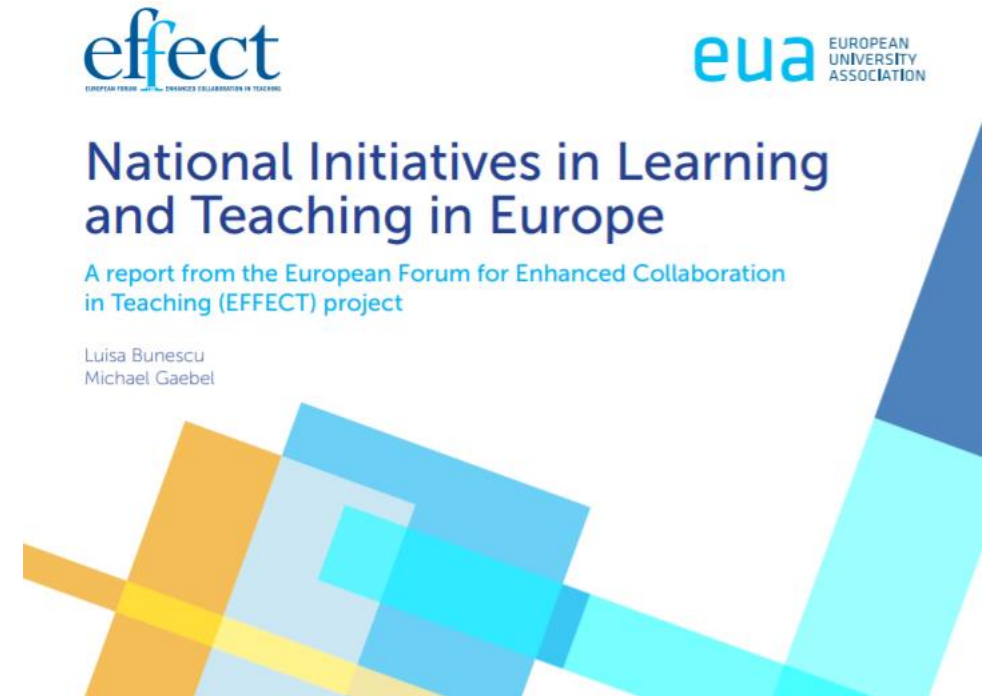 effect
EUROPEAN FORUM ENHANCED COLLABORATION IN TEACHING
eua EUROPEAN
UNIVERSITY
ASSOCIATION
National Initiatives in Learning
and Teaching in Europe
A report from the European Forum for Enhanced Collaboration
in Teaching (EFFECT) project
Luisa Bunescu
Michael Gaebel